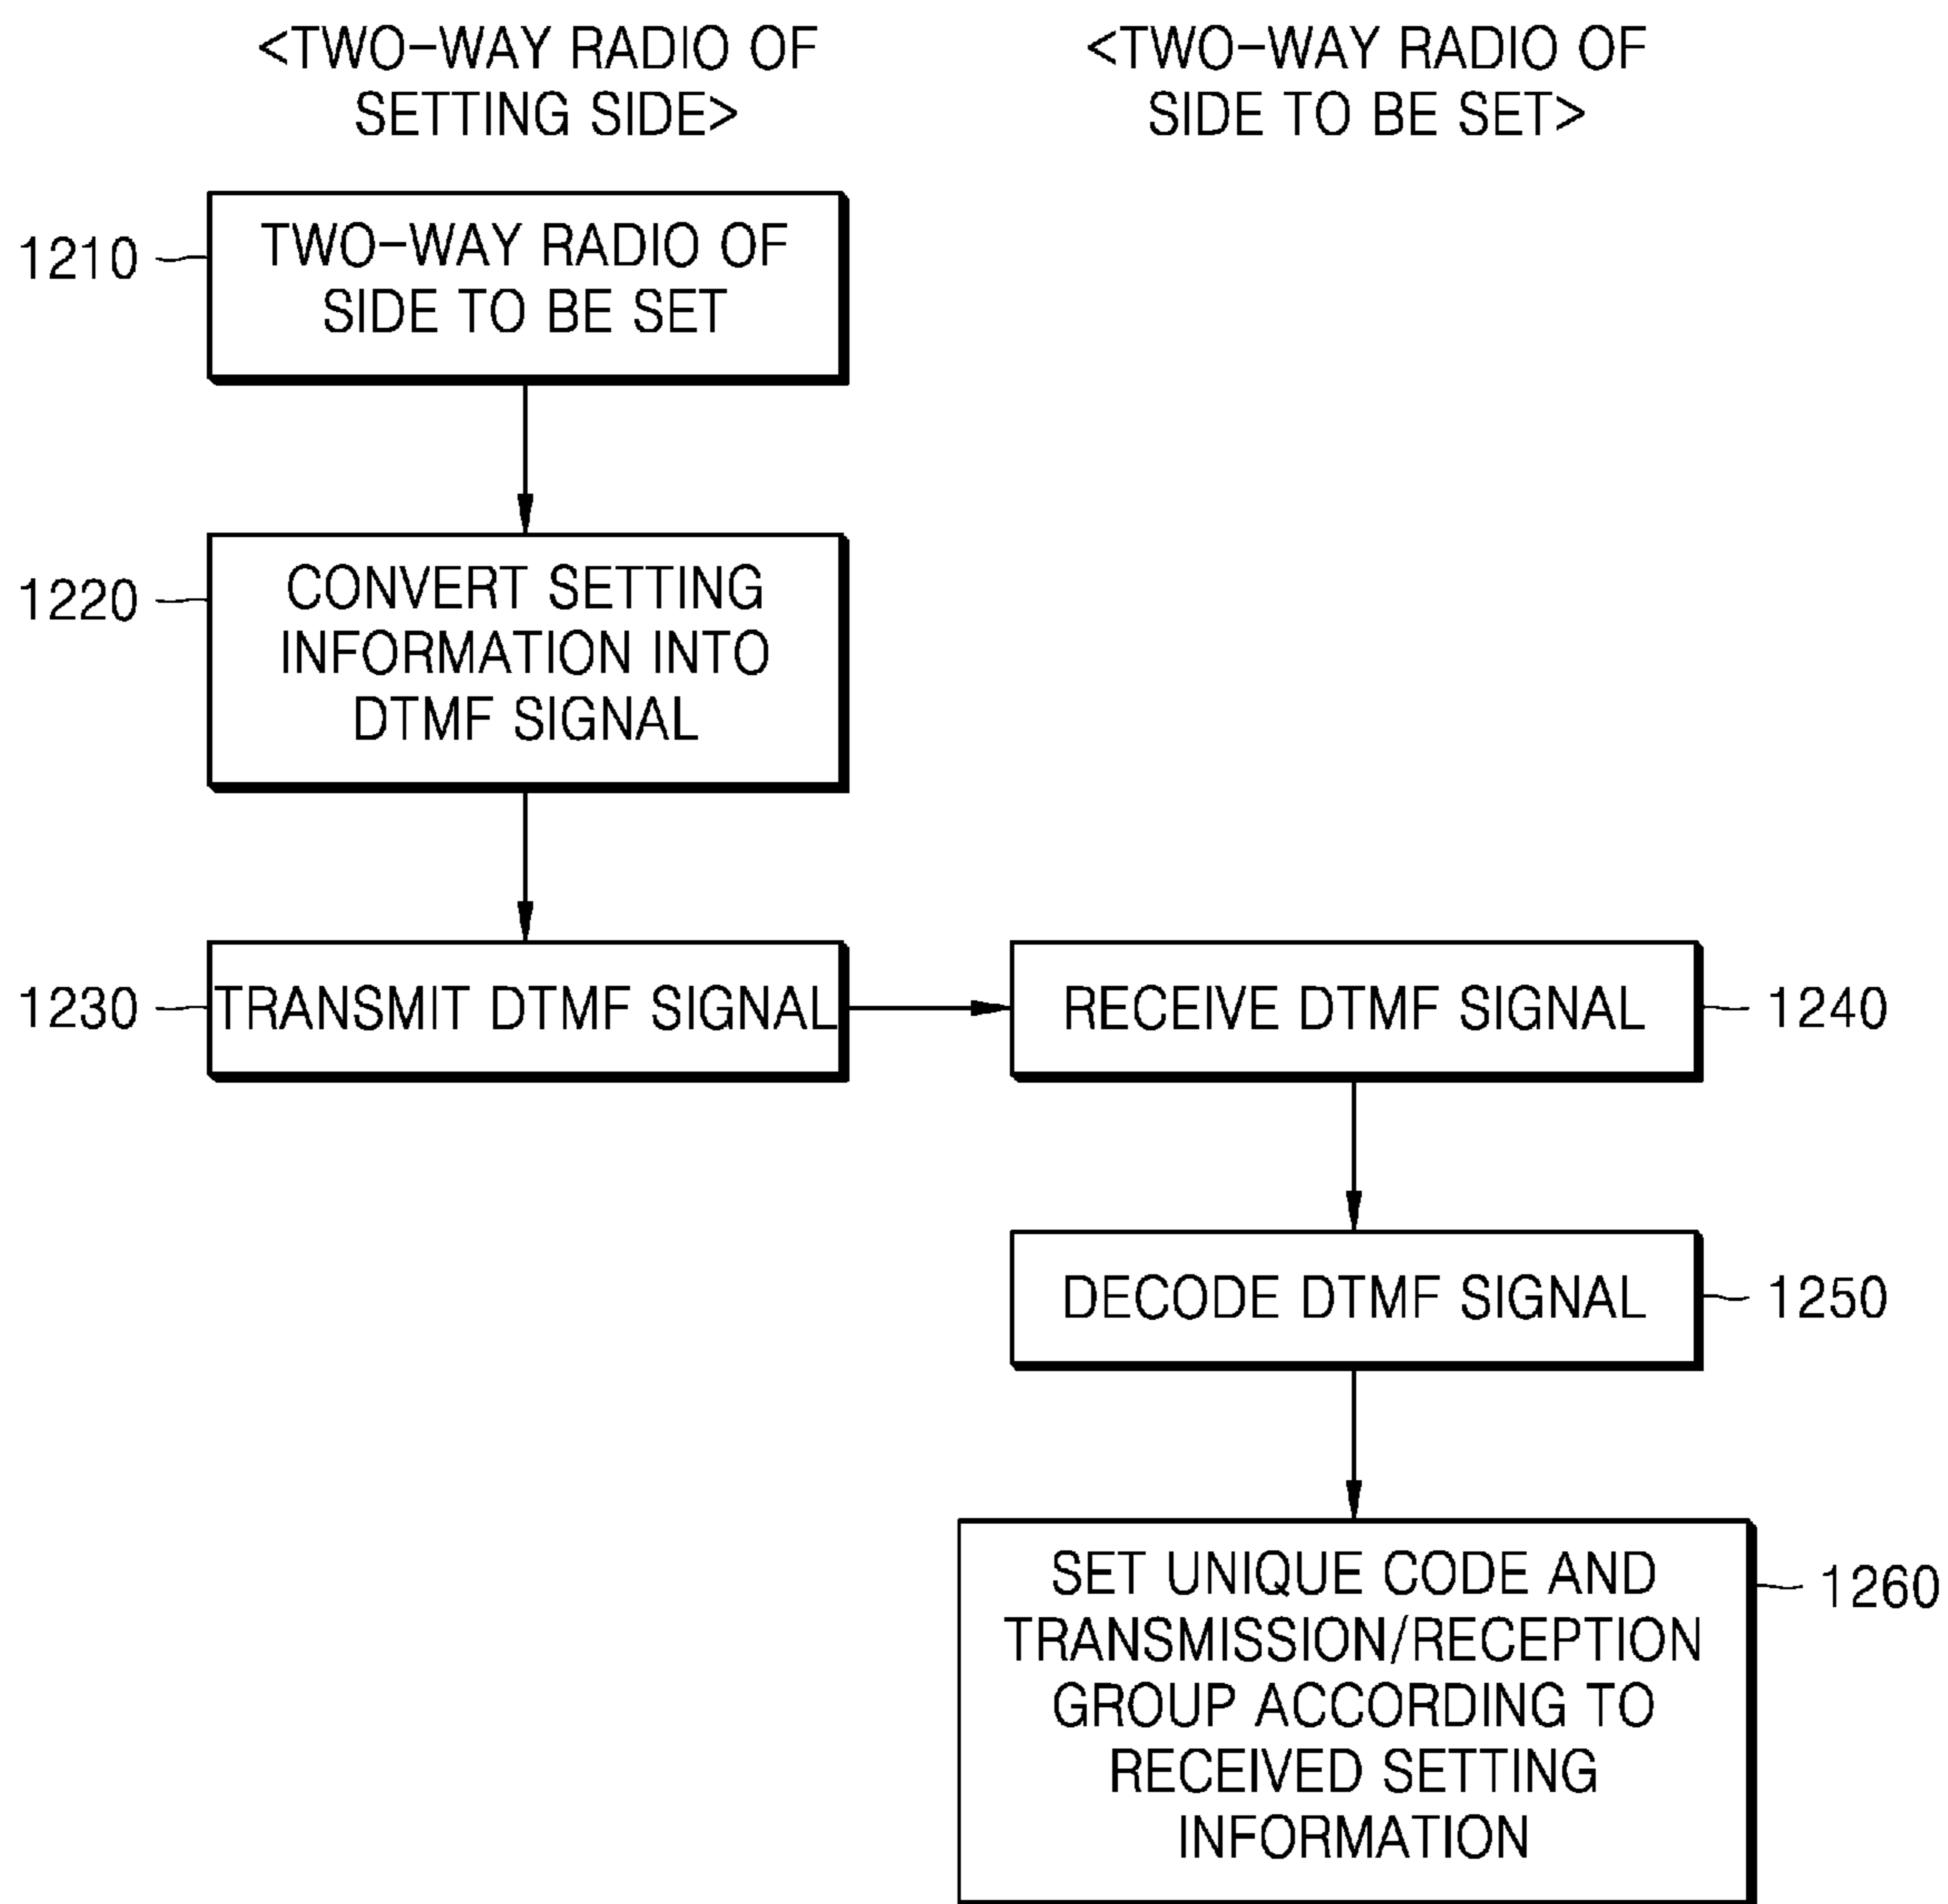 <TWO-WAY RADIO OF
SETTING SIDE>
<TWO-WAY RADIO OF
SIDE TO BE SET>
1210
TWO-WAY RADIO OF
SIDE TO BE SET
1220
CONVERT SETTING
INFORMATION INTO
DTMF SIGNAL
1230
TRANSMIT DTMF SIGNAL
RECEIVE DTMF SIGNAL
1240
DECODE DTMF SIGNAL
1250
SET UNIQUE CODE AND
TRANSMISSION/RECEPTION
GROUP ACCORDING TO
RECEIVED SETTING
INFORMATION
1260